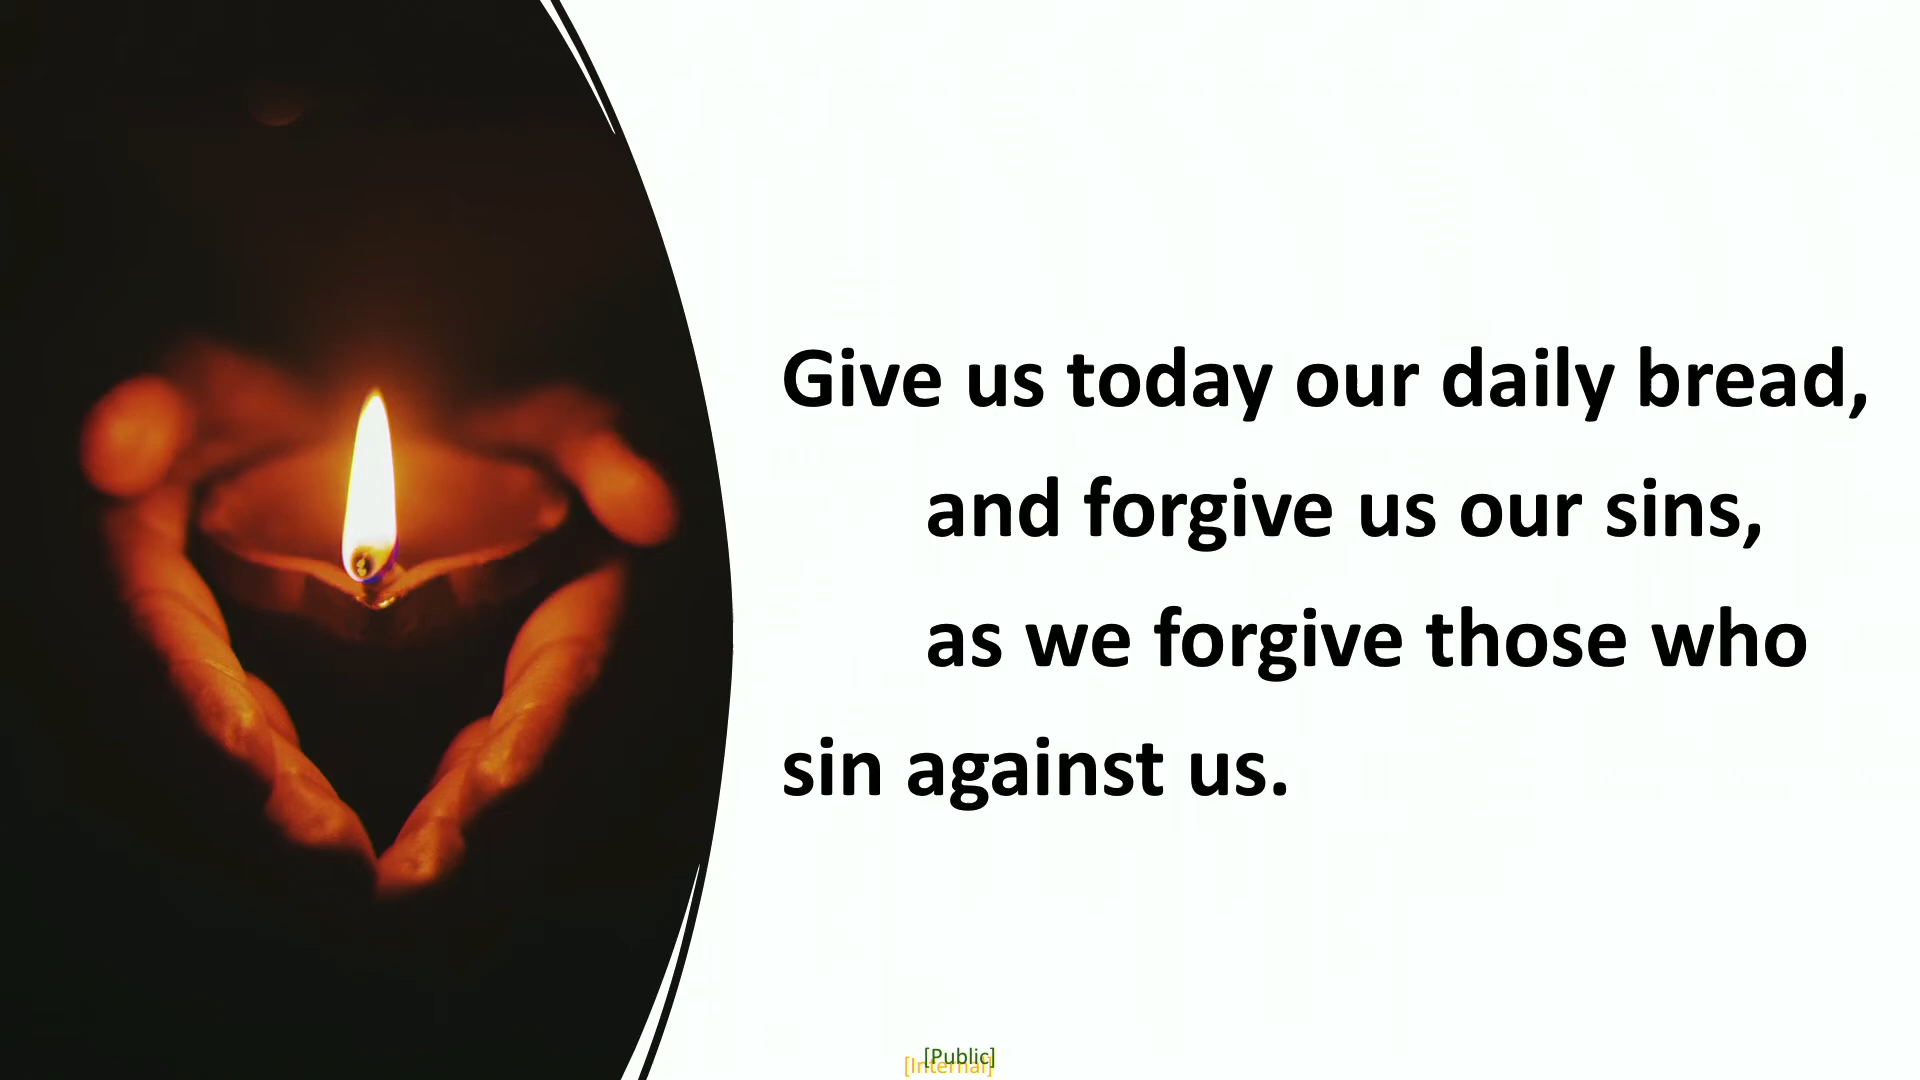 Give us today our daily bread,
and forgive us our sins,
as we forgive those who
sin against us.
[Public]
[Internal]